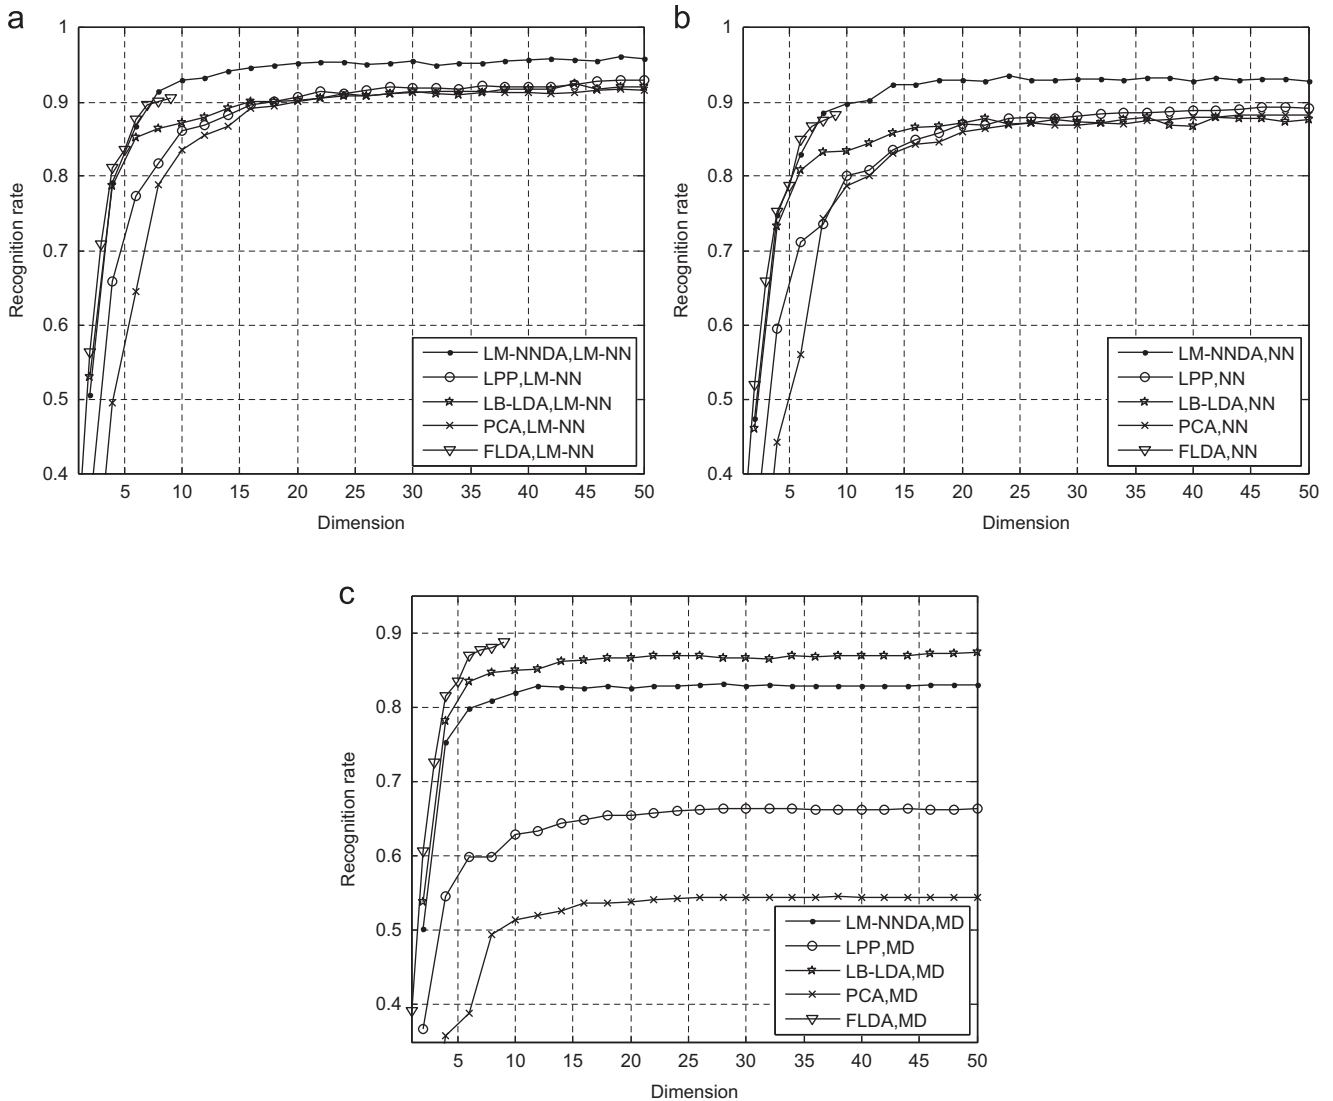 a
1
0.9
0.8
0.7
0.6
0.5
0.4
Recognition rate
5 10 15 20 25 30 35 40 45 50
Dimension
LM-NNDA,LM-NN
LPP,LM-NN
LB-LDA,LM-NN
PCA,LM-NN
FLDA,LM-NN
b
1
0.9
0.8
0.7
0.6
0.5
0.4
Recognition rate
5 10 15 20 25 30 35 40 45 50
Dimension
LM-NNDA,NN
LPP,NN
LB-LDA,NN
PCA,NN
FLDA,NN
c
0.9
0.8
0.7
0.6
0.5
0.4
Recognition rate
5 10 15 20 25 30 35 40 45 50
Dimension
LM-NNDA,MD
LPP,MD
LB-LDA,MD
PCA,MD
FLDA,MD